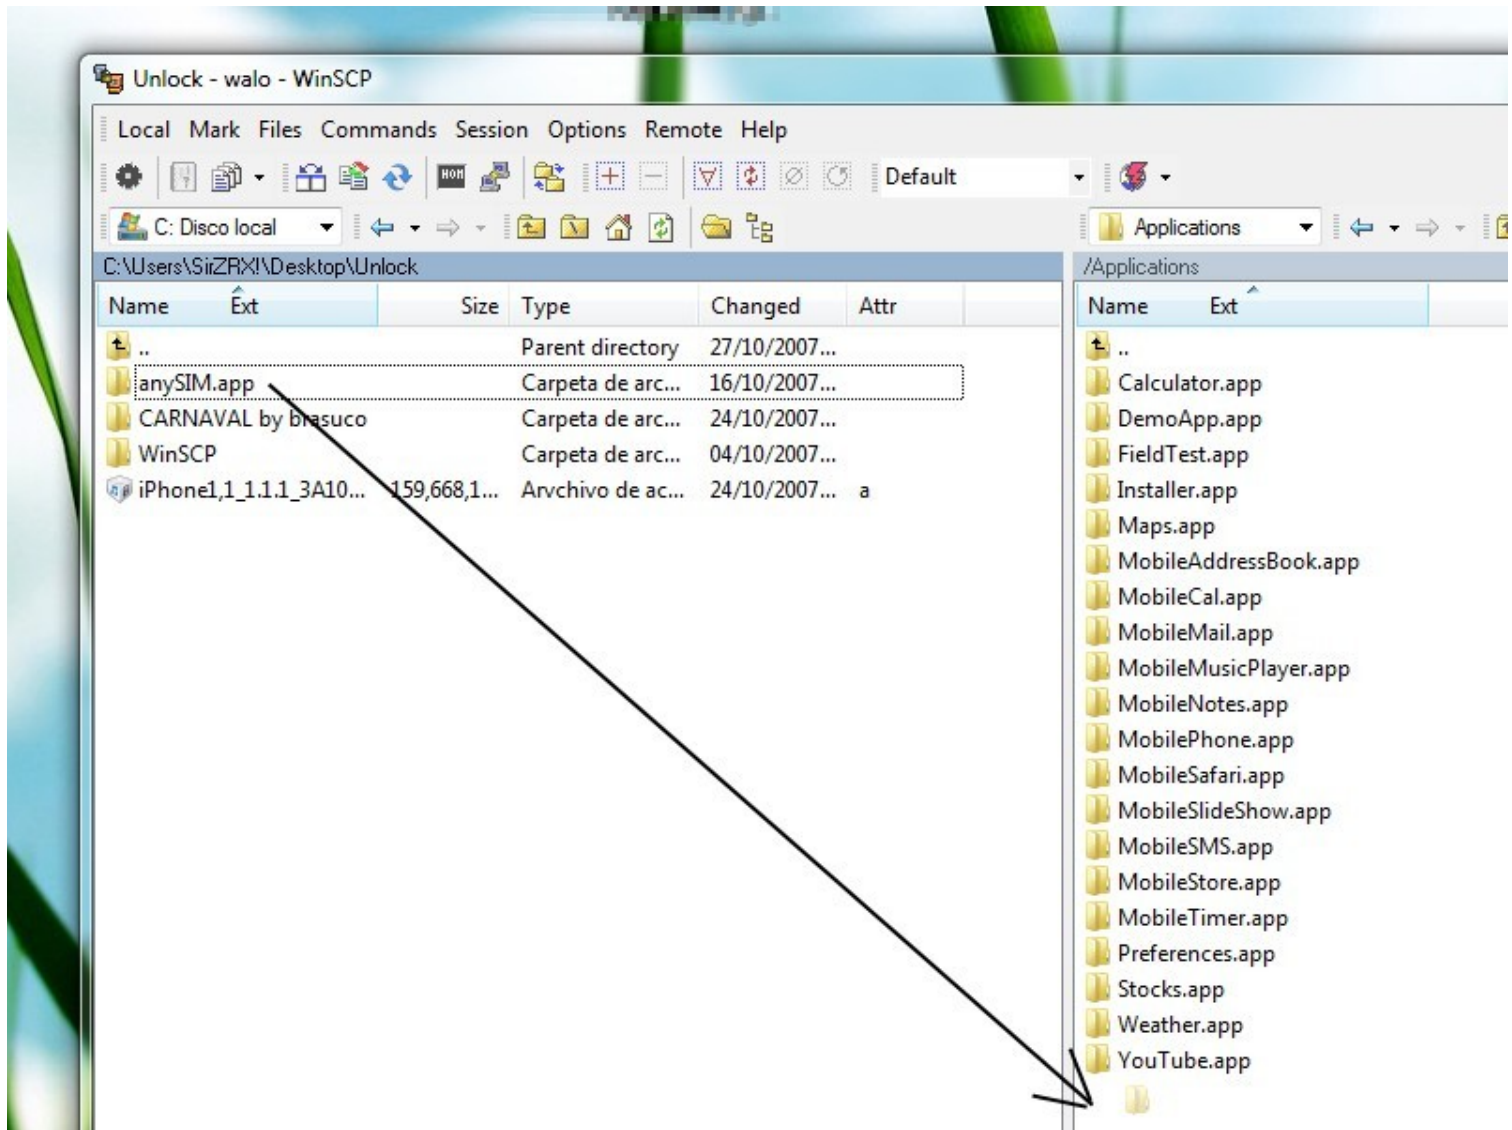 Unlock - walo - WinSCP
Local Mark Files Commands Session Options Remote Help
Default
C: Disco local
Applications
C:\Users\SirZRX!\Desktop\Unlock
/Applications
Name Ext Size Type Changed Attr
Name Ext
.. Parent directory 27/10/2007...
anySIM.app Carpeta de arc... 16/10/2007...
CARNAVAL by brasuco Carpeta de arc... 24/10/2007...
WinSCP Carpeta de arc... 04/10/2007...
iPhone1,1_1.1.1_3A10... 159,668,1... Arvchivo de ac... 24/10/2007... a
..
Calculator.app
DemoApp.app
FieldTest.app
Installer.app
Maps.app
MobileAddressBook.app
MobileCal.app
MobileMail.app
MobileMusicPlayer.app
MobileNotes.app
MobilePhone.app
MobileSafari.app
MobileSlideShow.app
MobileSMS.app
MobileStore.app
MobileTimer.app
Preferences.app
Stocks.app
Weather.app
YouTube.app